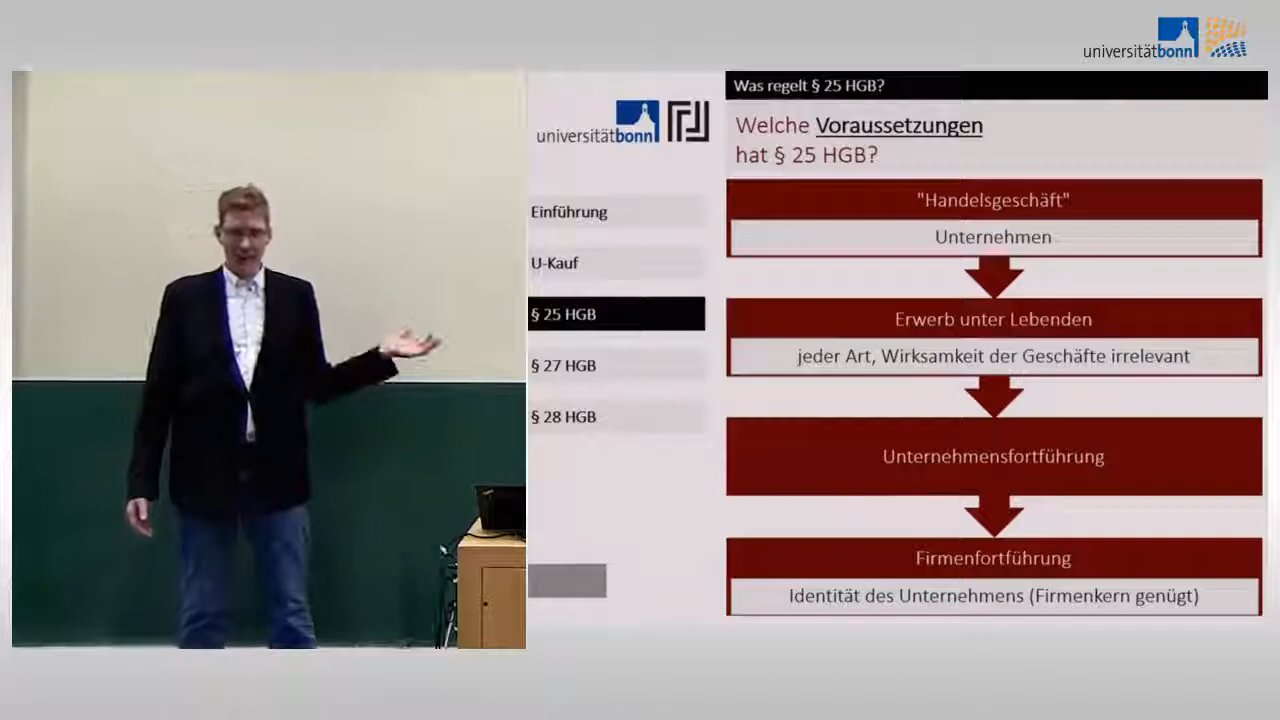 universitätbonn
Was regelt § 25 HGB?
universitätbonn
Welche Voraussetzungen
hat § 25 HGB?
Einführung
U-Kauf
§ 25 HGB
§ 27 HGB
§ 28 HGB
"Handelsgeschäft"
Unternehmen
Erwerb unter Lebenden
jeder Art, Wirksamkeit der Geschäfte irrelevant
Unternehmensfortführung
Firmenfortführung
Identität des Unternehmens (Firmenkern genügt)